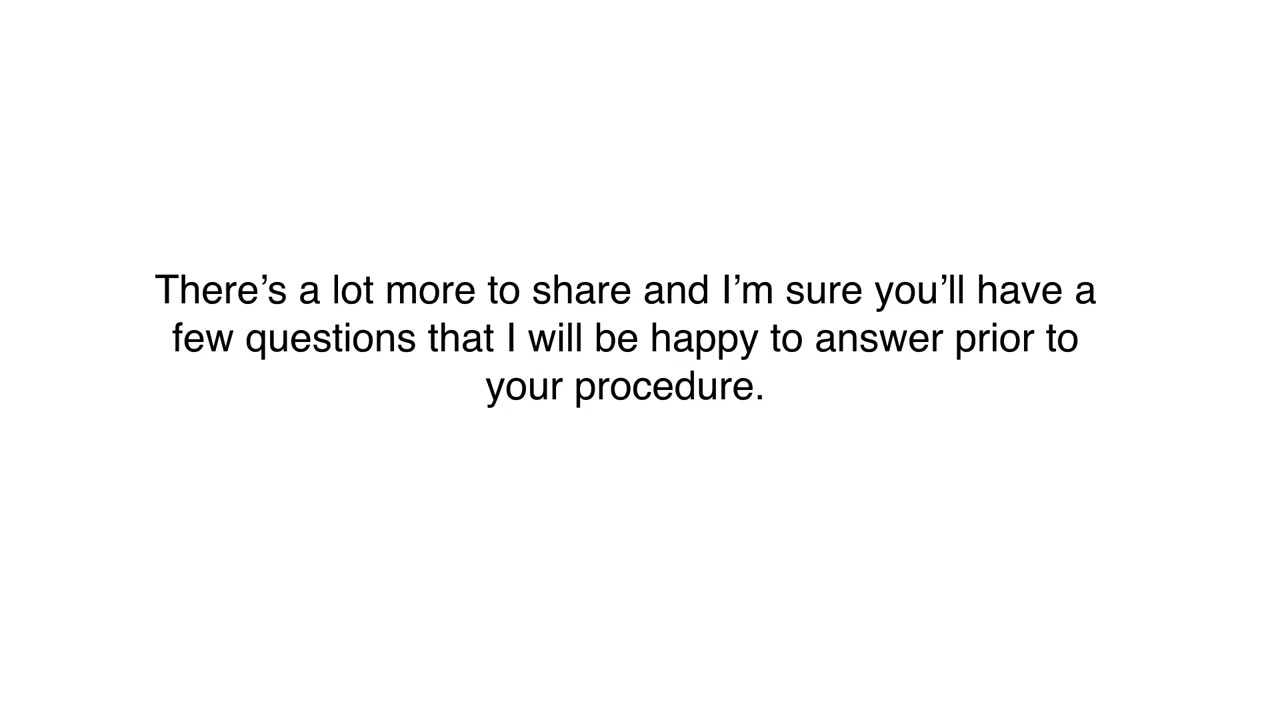 There’s a lot more to share and I’m sure you’ll have a
few questions that I will be happy to answer prior to
your procedure.